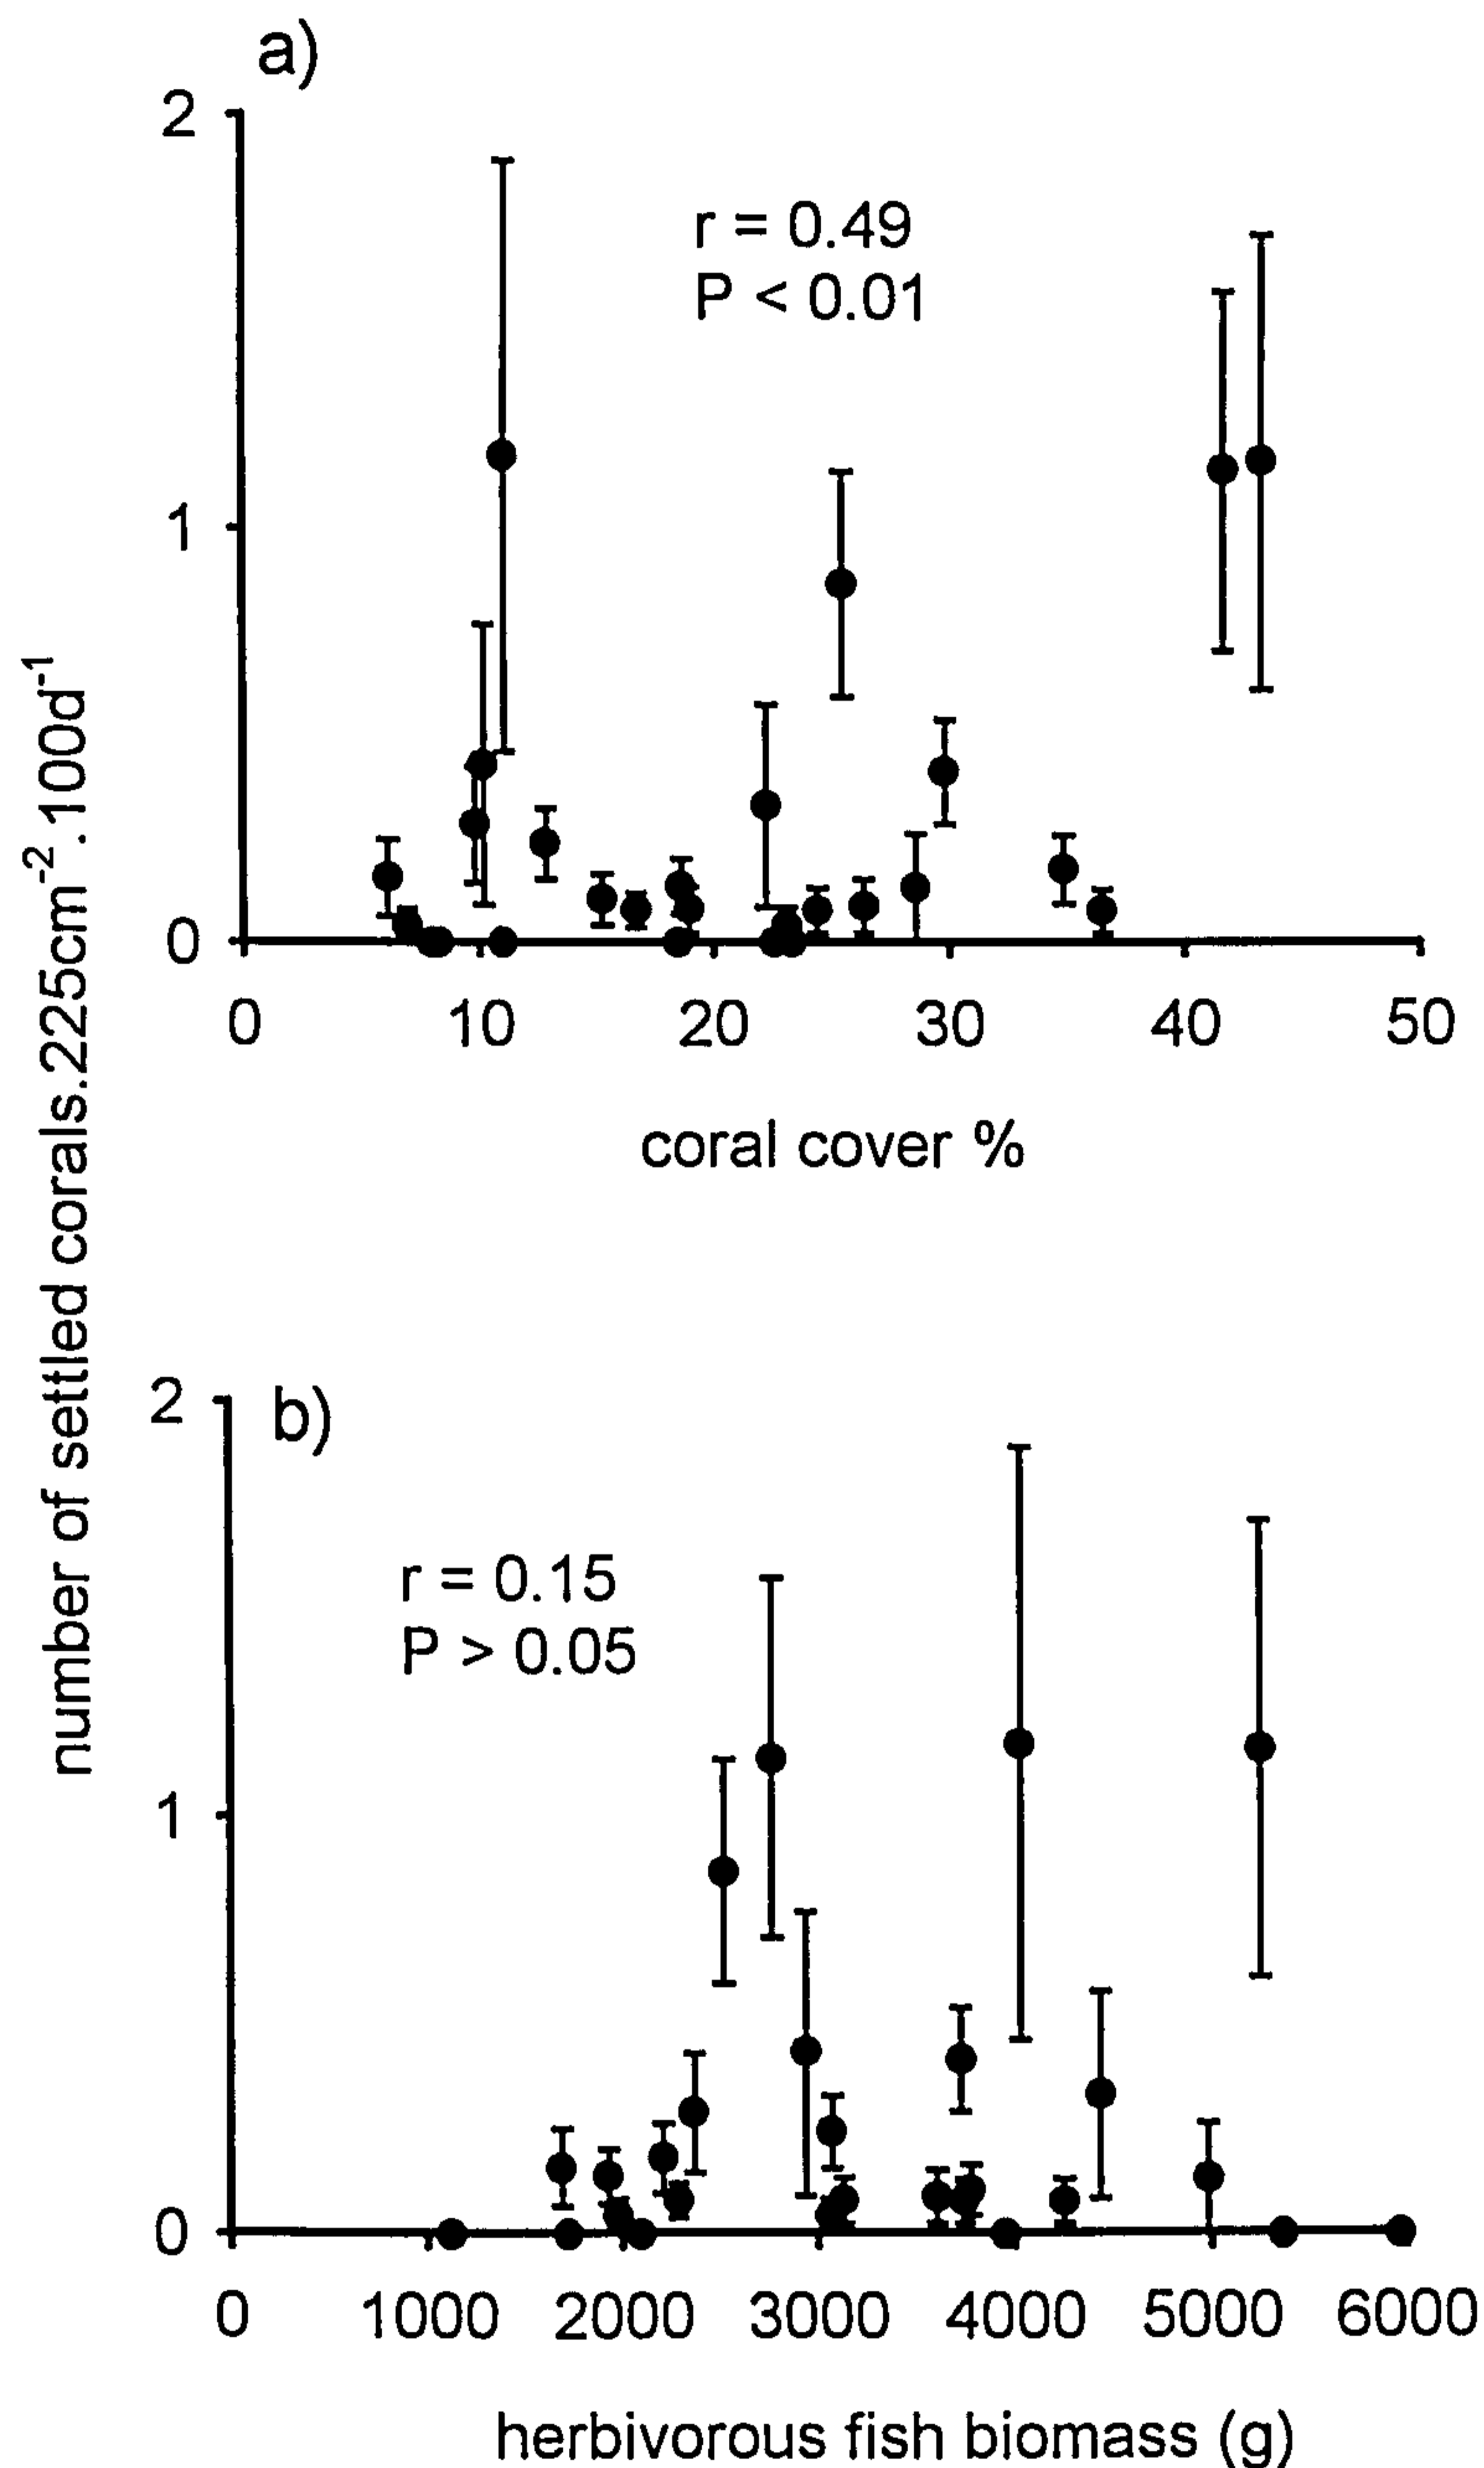 a)
2
1
0
r = 0.49
P < 0.01
0 10 20 30 40 50
coral cover %
number of settled corals.225cm⁻².100d⁻¹
b)
2
1
0
r = 0.15
P > 0.05
0 1000 2000 3000 4000 5000 6000
herbivorous fish biomass (g)